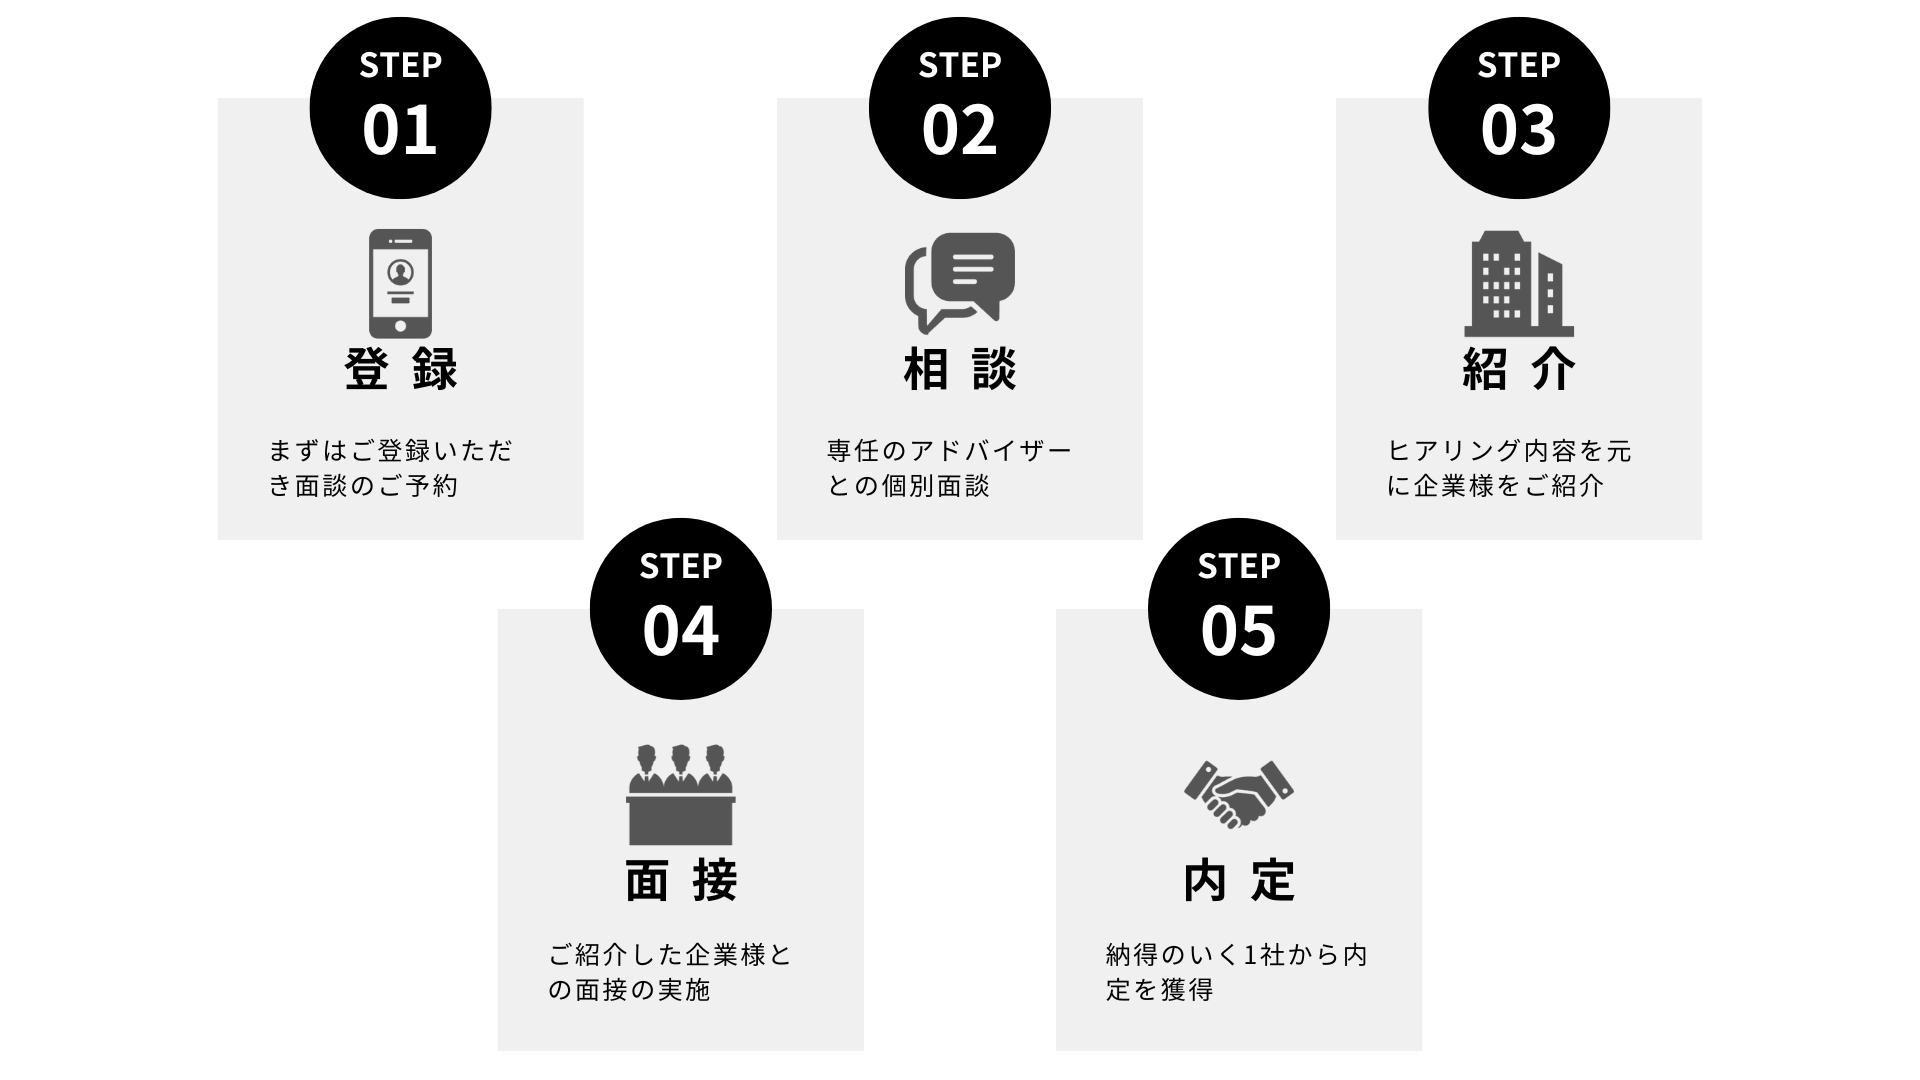 STEP
01
登録
まずはご登録いただ
き面談のご予約
STEP
02
相談
専任のアドバイザー
との個別面談
STEP
03
紹介
ヒアリング内容を元
に企業様をご紹介
STEP
04
面接
ご紹介した企業様と
の面接の実施
STEP
05
内定
納得のいく1社から内
定を獲得